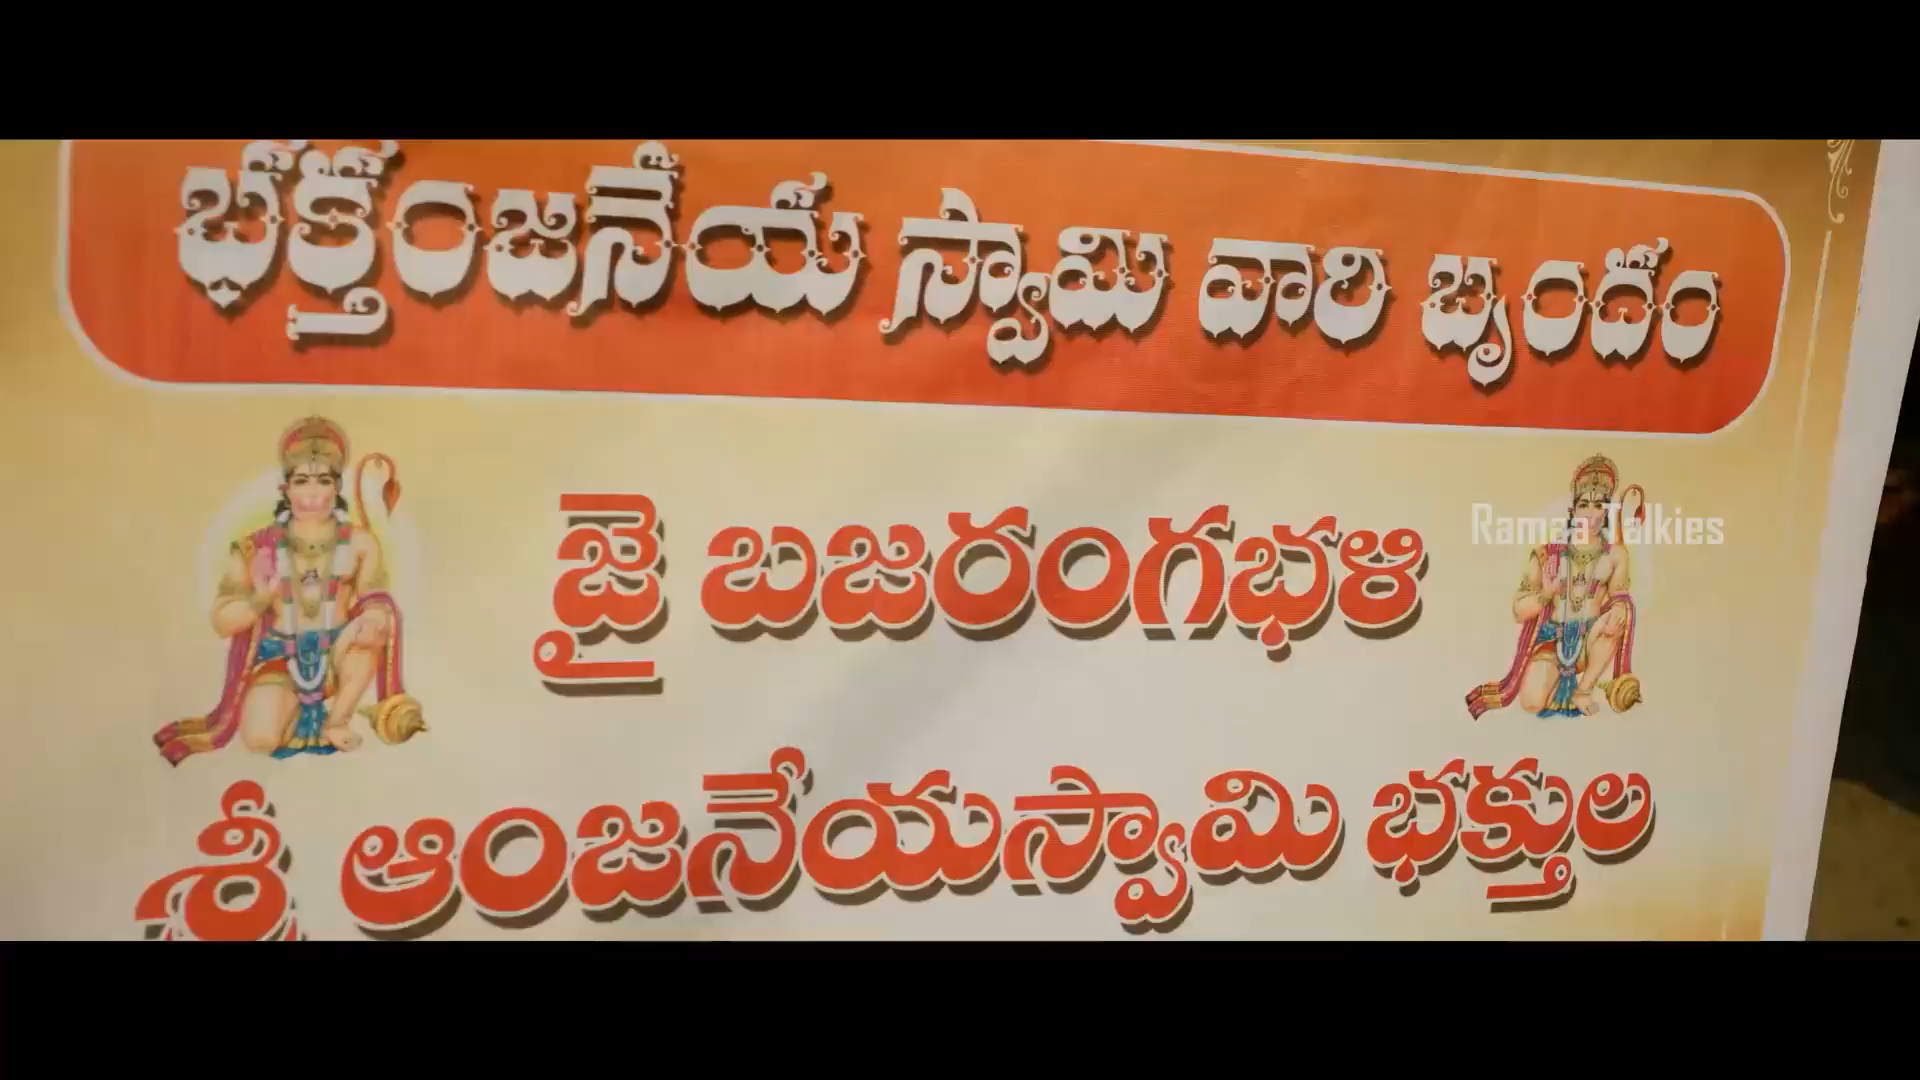 భక్తంజనేయ స్వామి వారి బృందం
జై బజరంగభళి
Ramaa Talkies
శ్రీ ఆంజనేయస్వామి భక్తుల